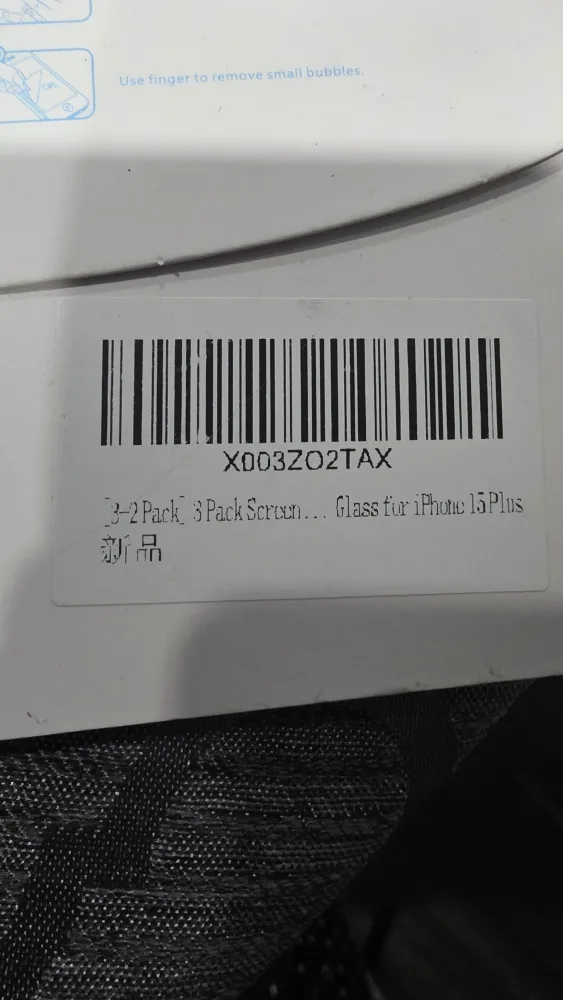 Use finger to remove small bubbles.
X003ZO2TAX
[3-2 Pack] 3 Pack Screen... Glass for iPhone 15 Plus
新品